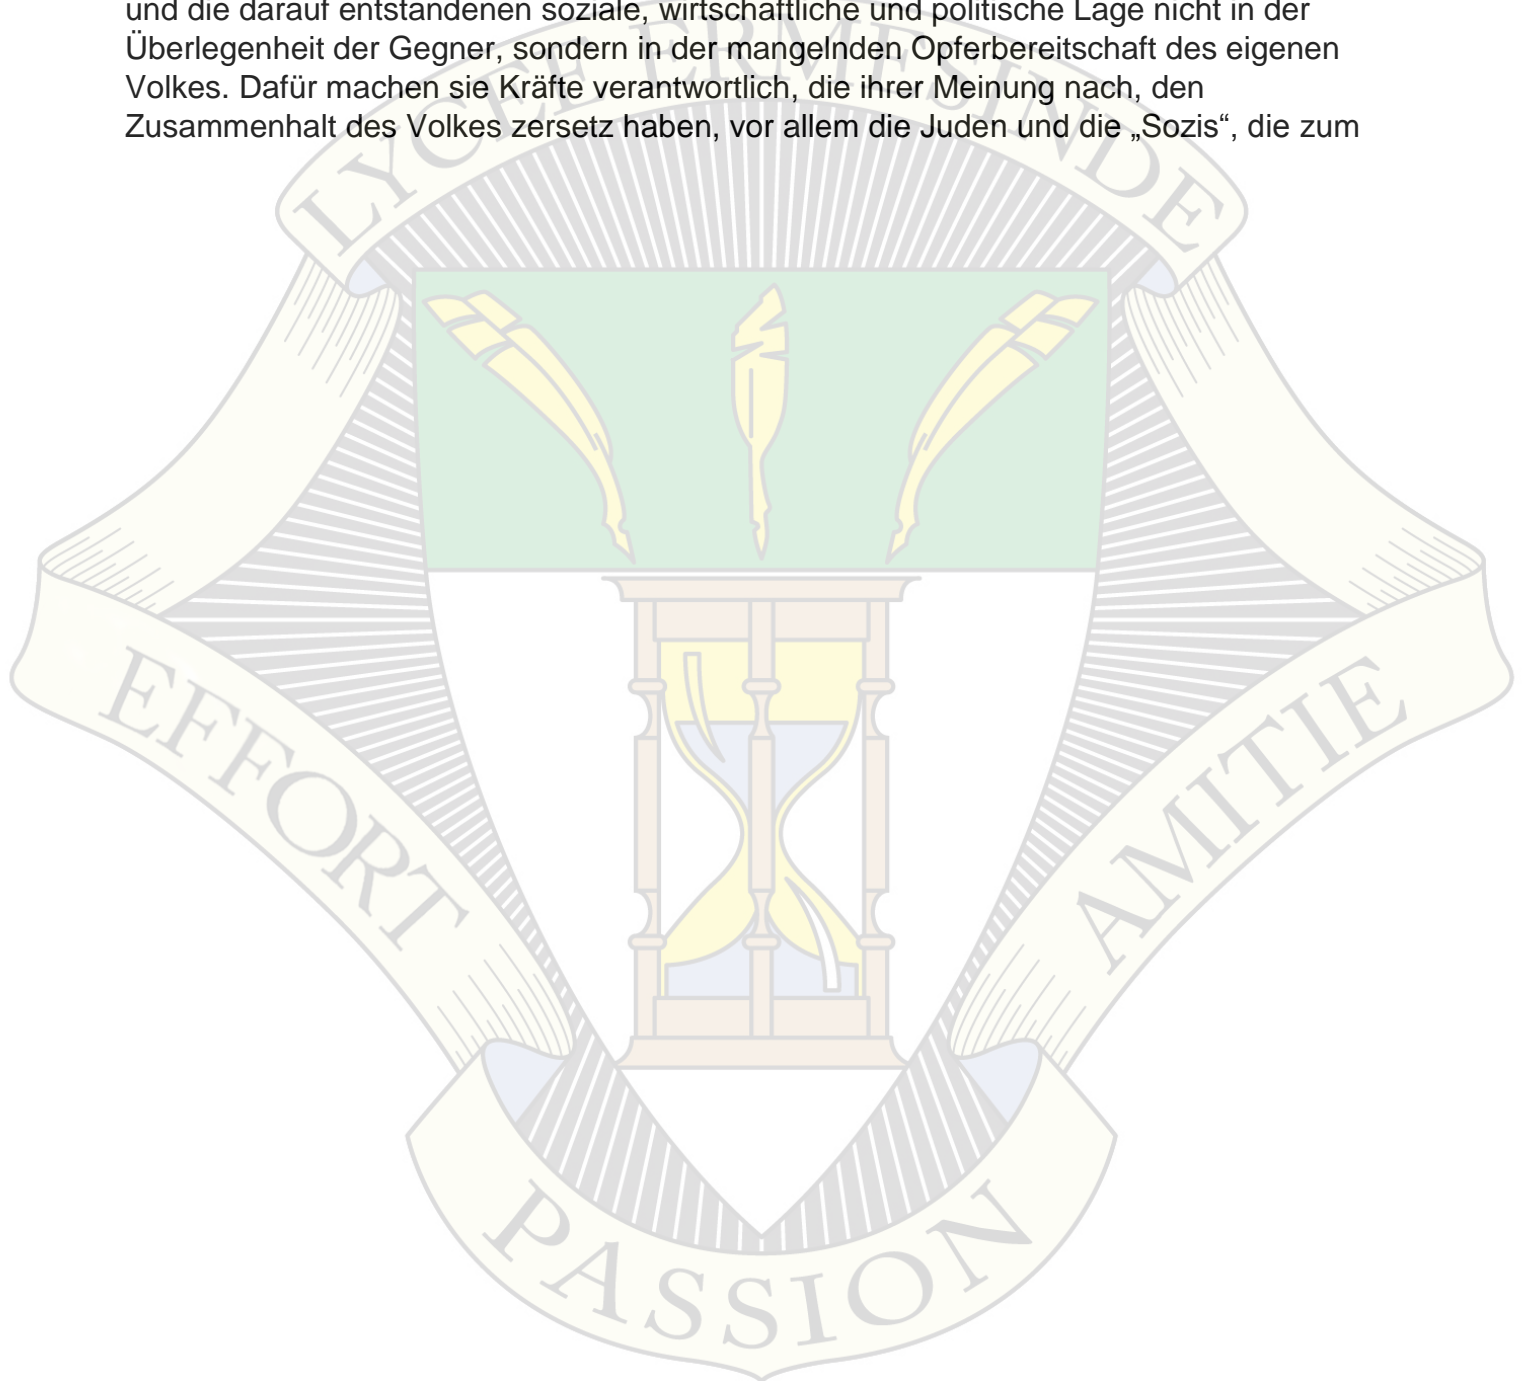 und die darauf entstandenen soziale, wirtschaftliche und politische Lage nicht in der
Überlegenheit der Gegner, sondern in der mangelnden Opferbereitschaft des eigenen
Volkes. Dafür machen sie Kräfte verantwortlich, die ihrer Meinung nach, den
Zusammenhalt des Volkes zersetz haben, vor allem die Juden und die „Sozis“, die zum
LYCEE ERMESINDE
EFFORT
AMITIE
PASSION